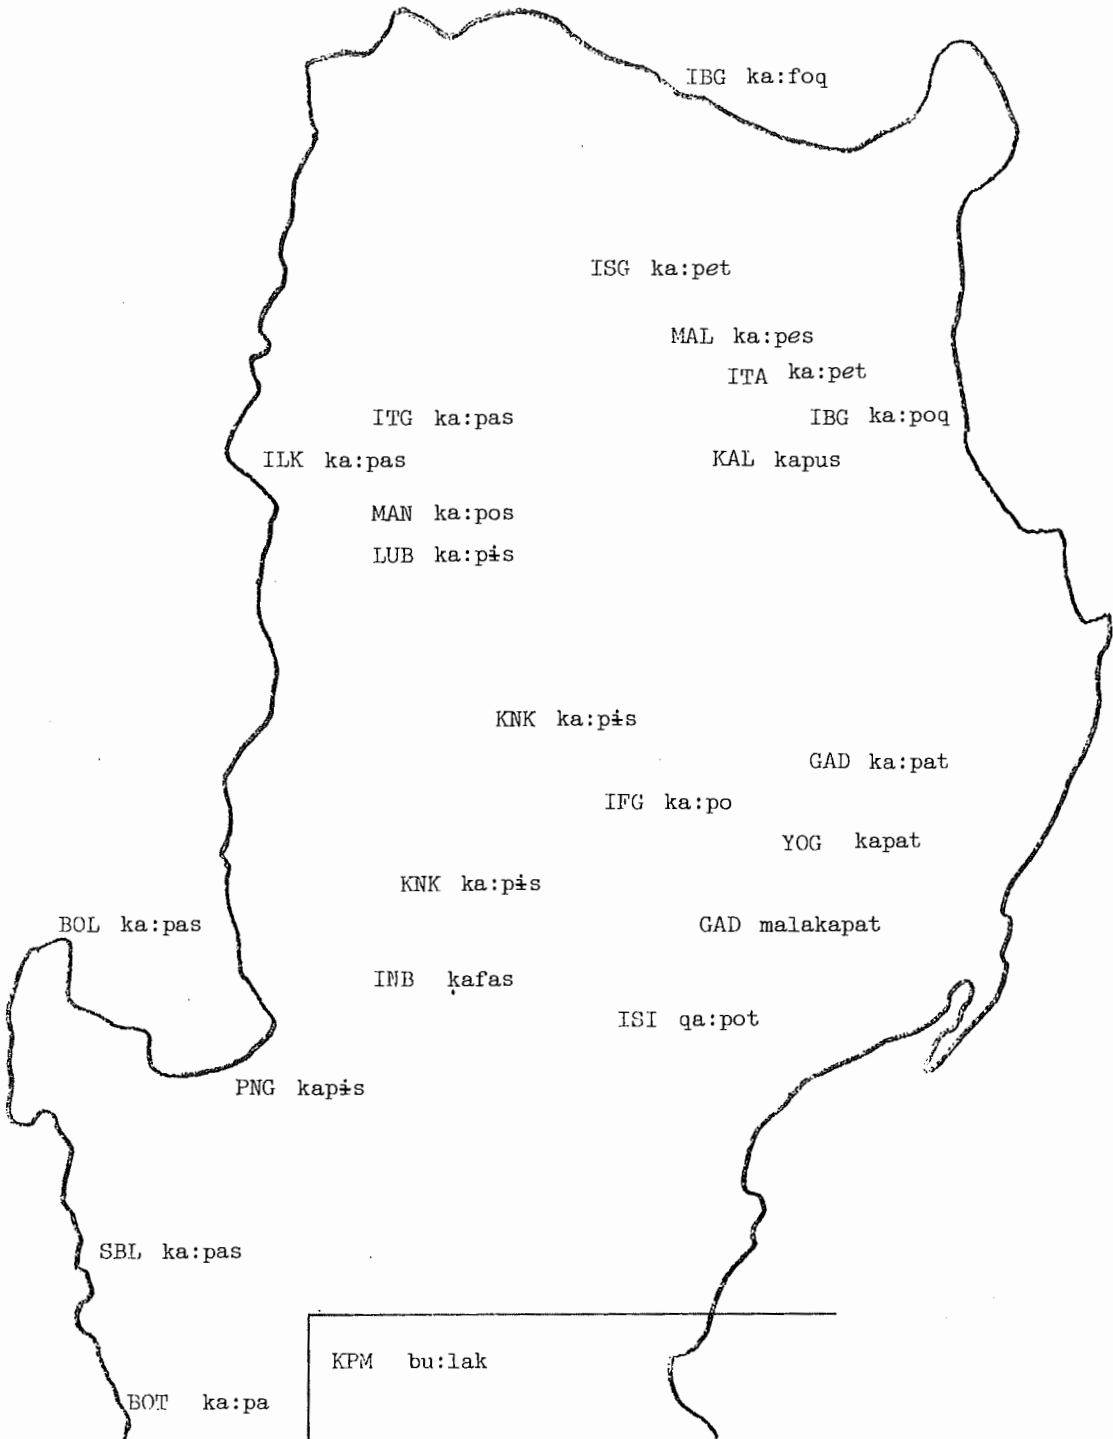 IBG ka:foq
ISG ka:pet
MAL ka:pes
ITA ka:pet
ITG ka:pas
IBG ka:poq
ILK ka:pas
KAL kapus
MAN ka:pos
LUB ka:pɨs
KNK ka:pɨs
GAD ka:pat
IFG ka:po
YOG kapat
KNK ka:pɨs
BOL ka:pas
GAD malakapat
INB ḳafas
ISI qa:pot
PNG kapɨs
SBL ka:pas
KPM bu:lak
BOT ka:pa